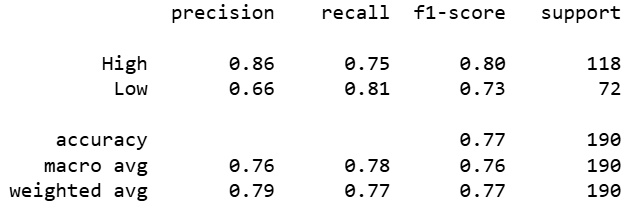 precision recall f1-score support
High 0.86 0.75 0.80 118
Low 0.66 0.81 0.73 72
accuracy 0.77 190
macro avg 0.76 0.78 0.76 190
weighted avg 0.79 0.77 0.77 190